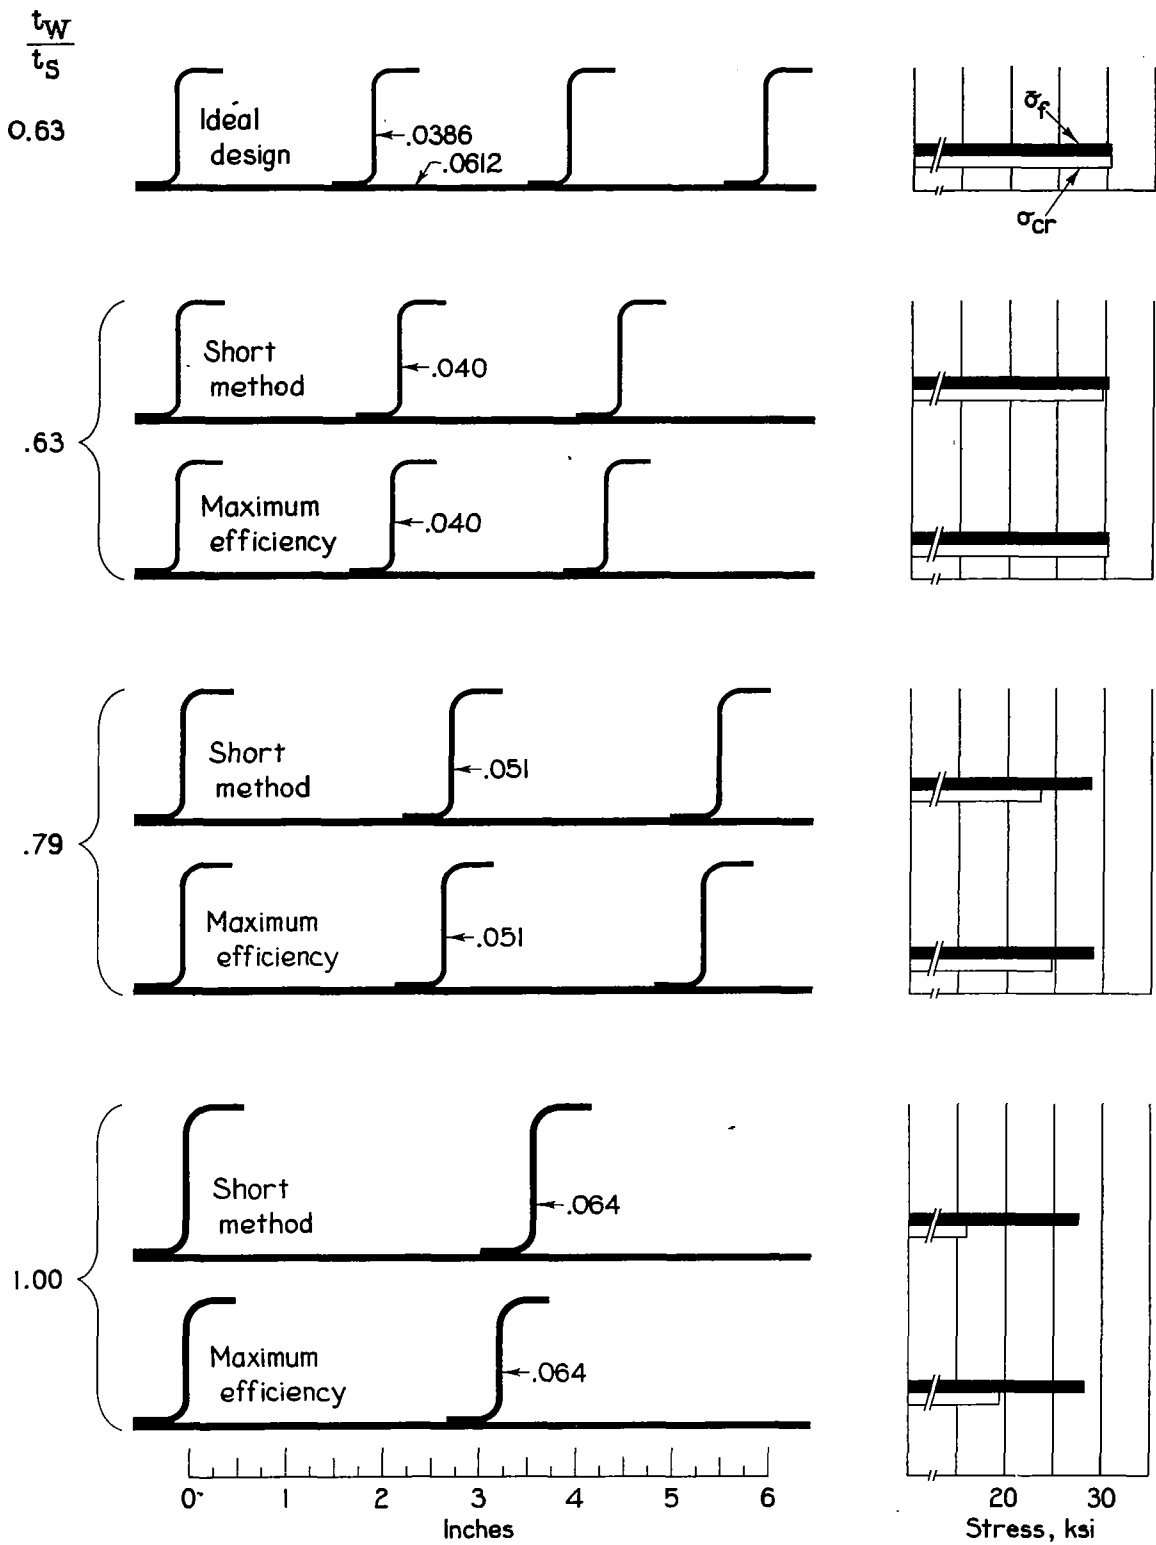 tW
tS
0.63
Ideal
design
.0386
.0612
σ̄f
σcr
.63
Short
method
.040
Maximum
efficiency
.040
.79
Short
method
.051
Maximum
efficiency
.051
1.00
Short
method
.064
Maximum
efficiency
.064
0 1 2 3 4 5 6
Inches
20 30
Stress, ksi